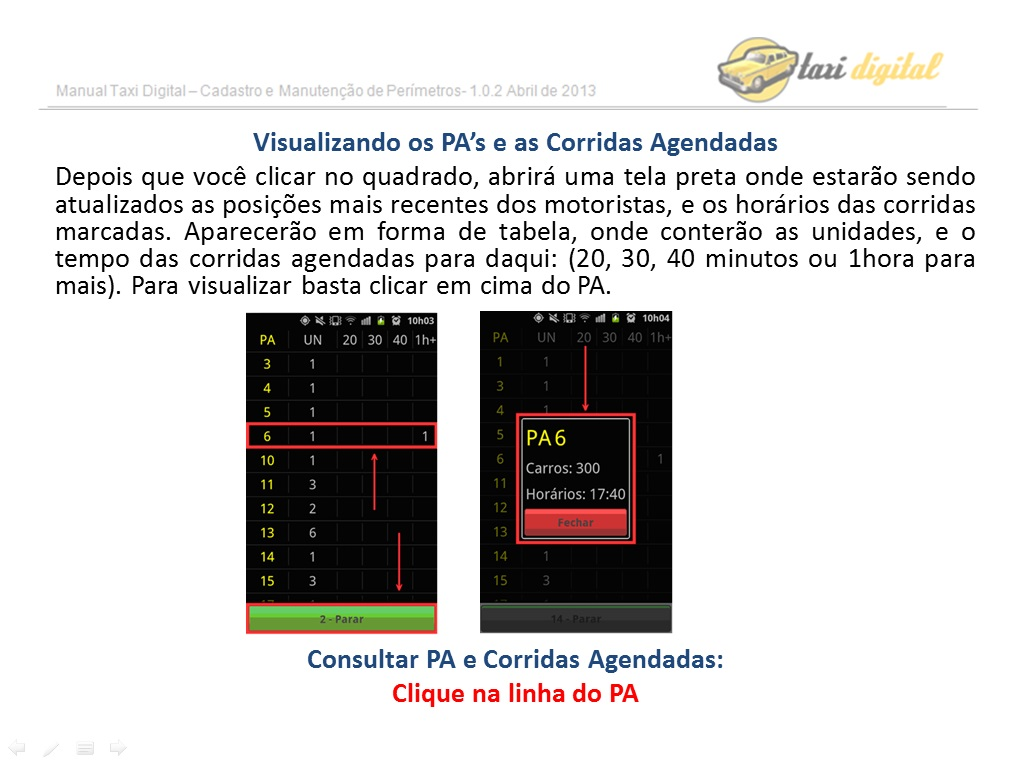 taxi digital
Manual Taxi Digital – Cadastro e Manutenção de Perímetros- 1.0.2 Abril de 2013
Visualizando os PA’s e as Corridas Agendadas
Depois que você clicar no quadrado, abrirá uma tela preta onde estarão sendo
atualizados as posições mais recentes dos motoristas, e os horários das corridas
marcadas. Aparecerão em forma de tabela, onde conterão as unidades, e o
tempo das corridas agendadas para daqui: (20, 30, 40 minutos ou 1hora para
mais). Para visualizar basta clicar em cima do PA.
10h03
PA UN 20 30 40 1h+
3 1
4 1
5 1
6 1 1
10 1
11 3
12 2
13 6
14 1
15 3
2 - Parar
10h04
PA UN 20 30 40 1h+
1 1
3 1
4 1
5
6 1
11
12
13
14 1
15 3
PA 6
Carros: 300
Horários: 17:40
Fechar
14 - Parar
Consultar PA e Corridas Agendadas:
Clique na linha do PA